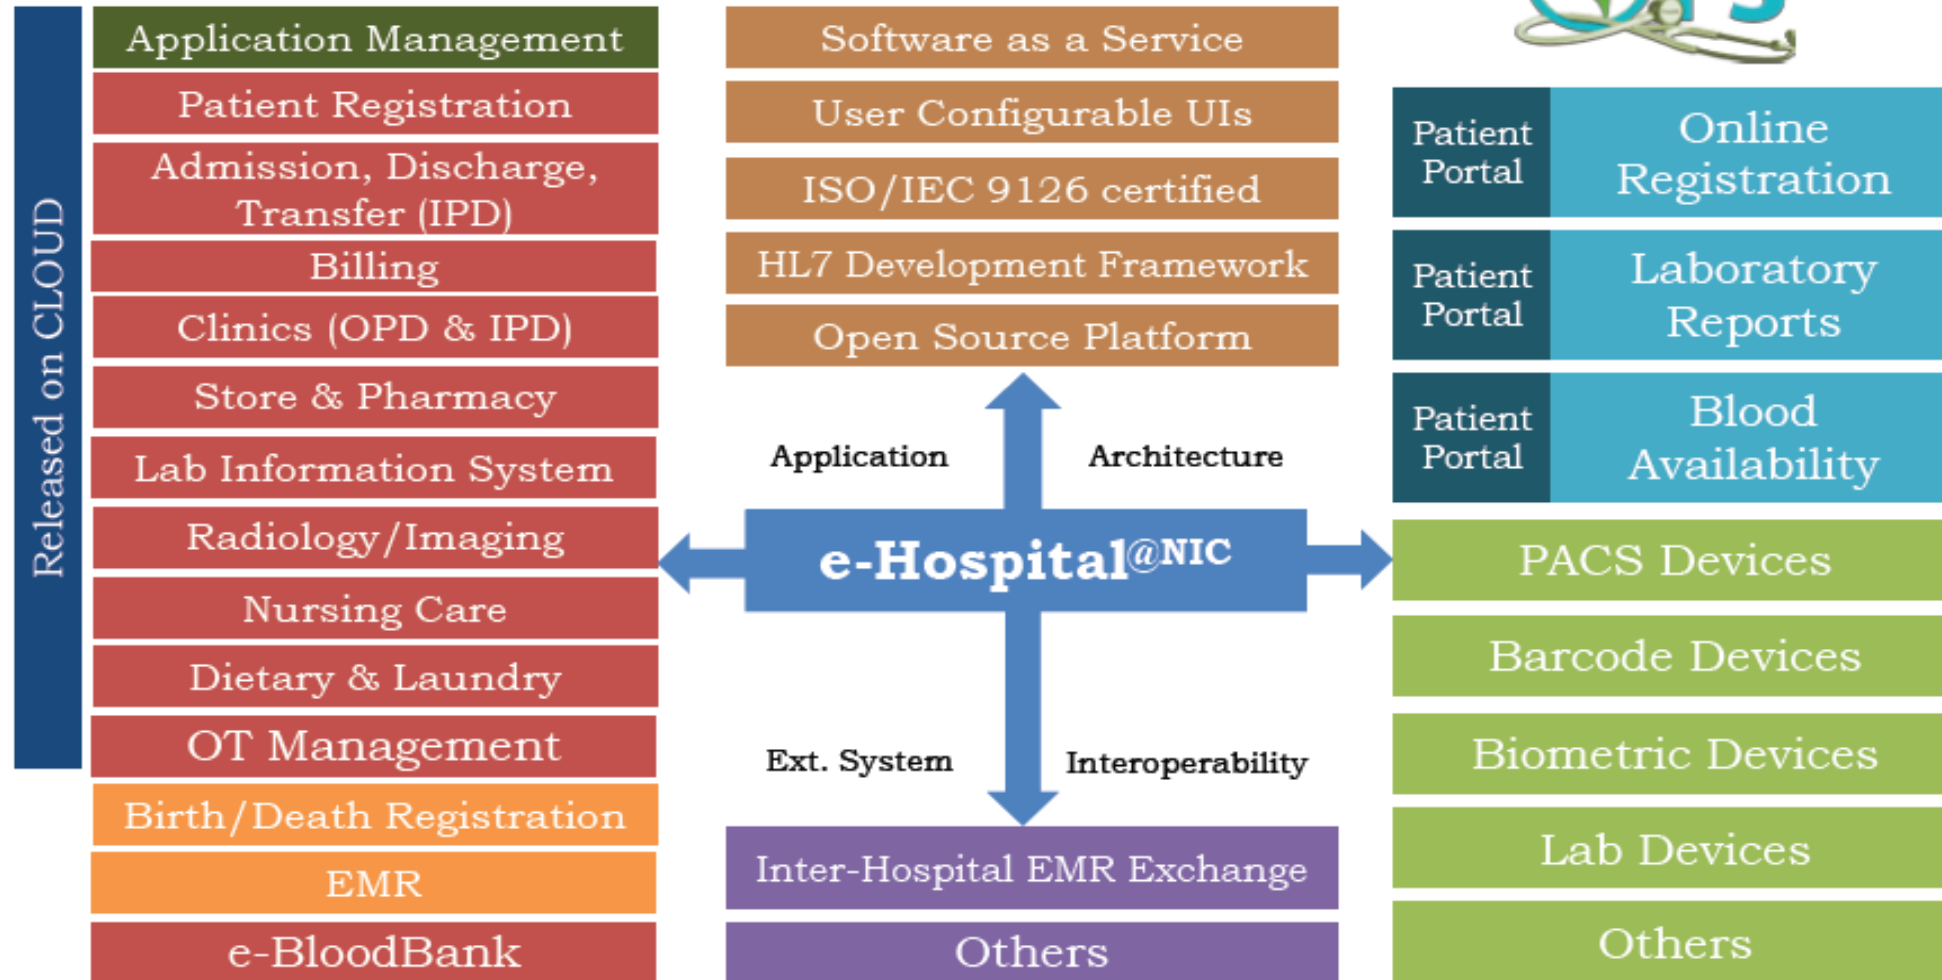 Released on CLOUD
Application Management
Patient Registration
Admission, Discharge,
Transfer (IPD)
Billing
Clinics (OPD & IPD)
Store & Pharmacy
Lab Information System
Radiology/Imaging
Nursing Care
Dietary & Laundry
OT Management
Birth/Death Registration
EMR
e-BloodBank
Software as a Service
User Configurable UIs
ISO/IEC 9126 certified
HL7 Development Framework
Open Source Platform
Application Architecture
e-Hospital@NIC
Ext. System Interoperability
Inter-Hospital EMR Exchange
Others
Patient
Portal
Online
Registration
Patient
Portal
Laboratory
Reports
Patient
Portal
Blood
Availability
PACS Devices
Barcode Devices
Biometric Devices
Lab Devices
Others